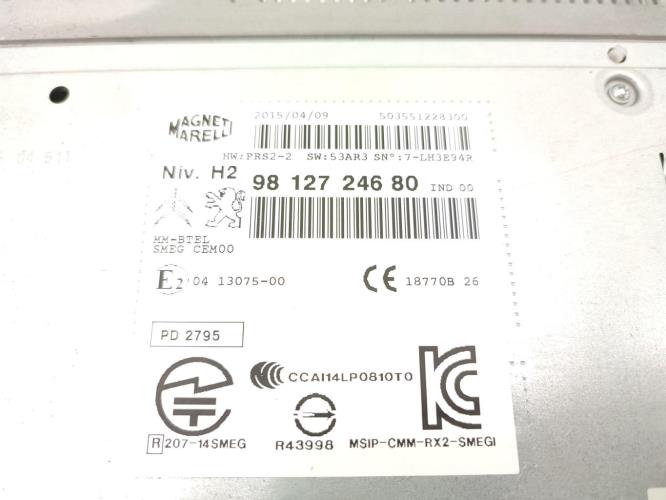 MAGNETI MARELLI
2015/04/09 503551228300
HW:PRS2-2 SW:53AR3 SN°:7-LH3E94R
Niv. H2
98 127 246 80 IND 00
MM-BTEL
SMEG CEM00
E2 04 13075-00
CE 18770B 26
PD 2795
CCAI14LP0810T0
R 207-14SMEG
R43998
MSIP-CMM-RX2-SMEGI